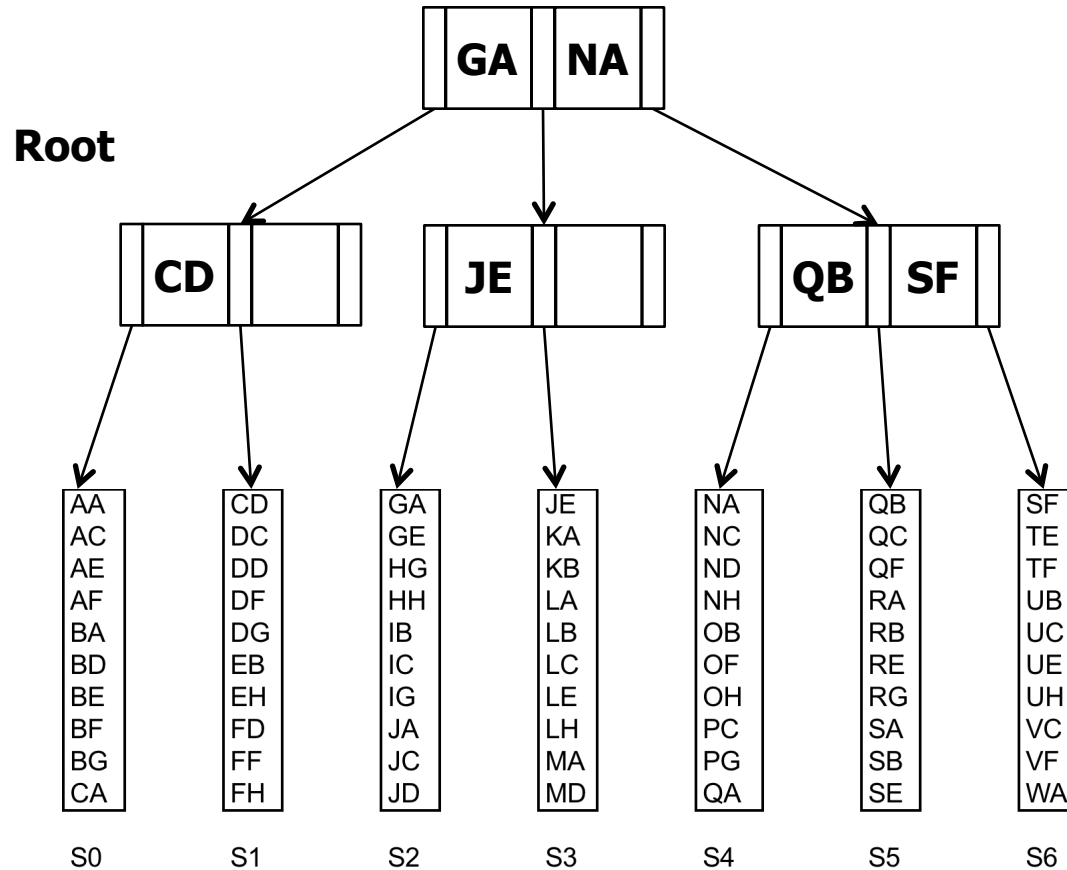 GA NA
Root
CD JE QB SF
AA CD GA JE NA QB SF
AC DC GE KA NC QC TE
AE DD HG KB ND QF TF
AF DF HH LA NH RA UB
BA DG IB LB OB RB UC
BD EB IC LC OF RE UE
BE EH IG LE OH RG UH
BF FD JA LH PC SA VC
BG FF JC MA PG SB VF
CA FH JD MD QA SE WA
S0 S1 S2 S3 S4 S5 S6